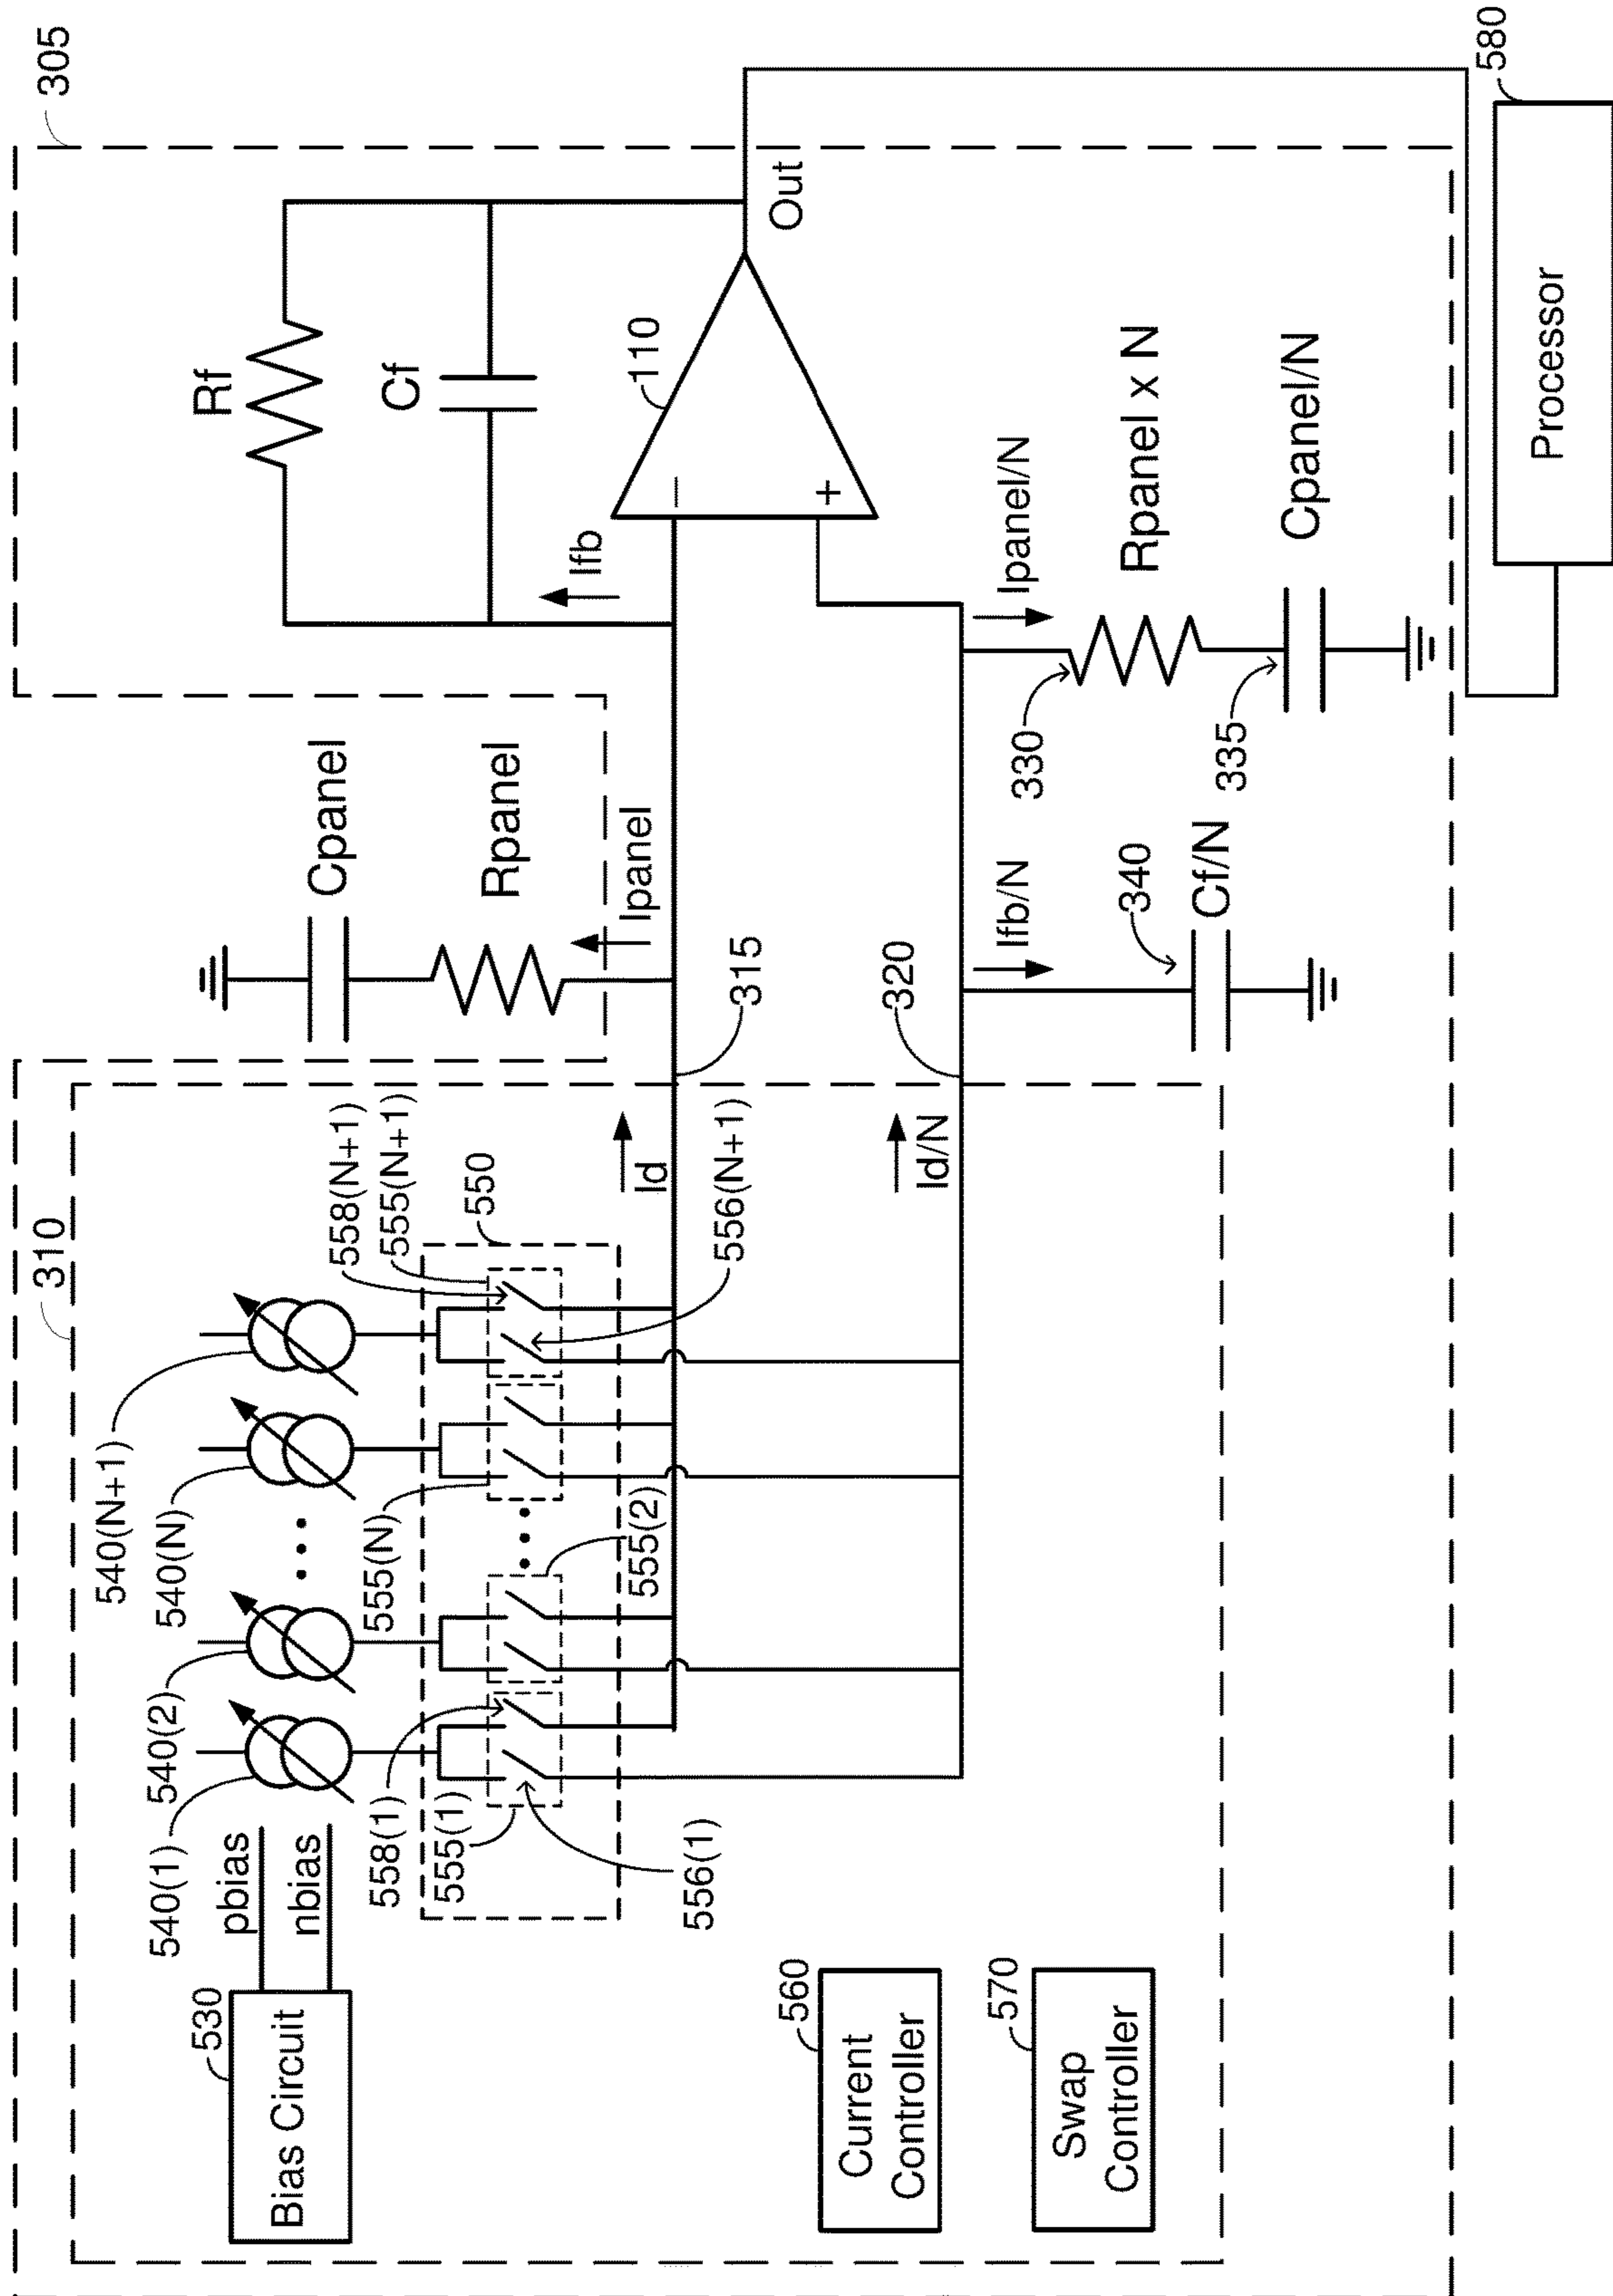 305
310
540(N+1)
540(N)
540(2)
540(1)
530
Bias Circuit
pbias
nbias
558(N+1)
555(N+1)
550
555(N)
555(2)
558(1)
555(1)
556(1)
556(N+1)
Id
Id/N
315
320
560
Current
Controller
570
Swap
Controller
Cpanel
Rpanel
Ipanel
Rf
Cf
Ifb
110
−
+
Out
Ifb/N
340
Cf/N
Ipanel/N
330
Rpanel x N
335
Cpanel/N
580
Processor